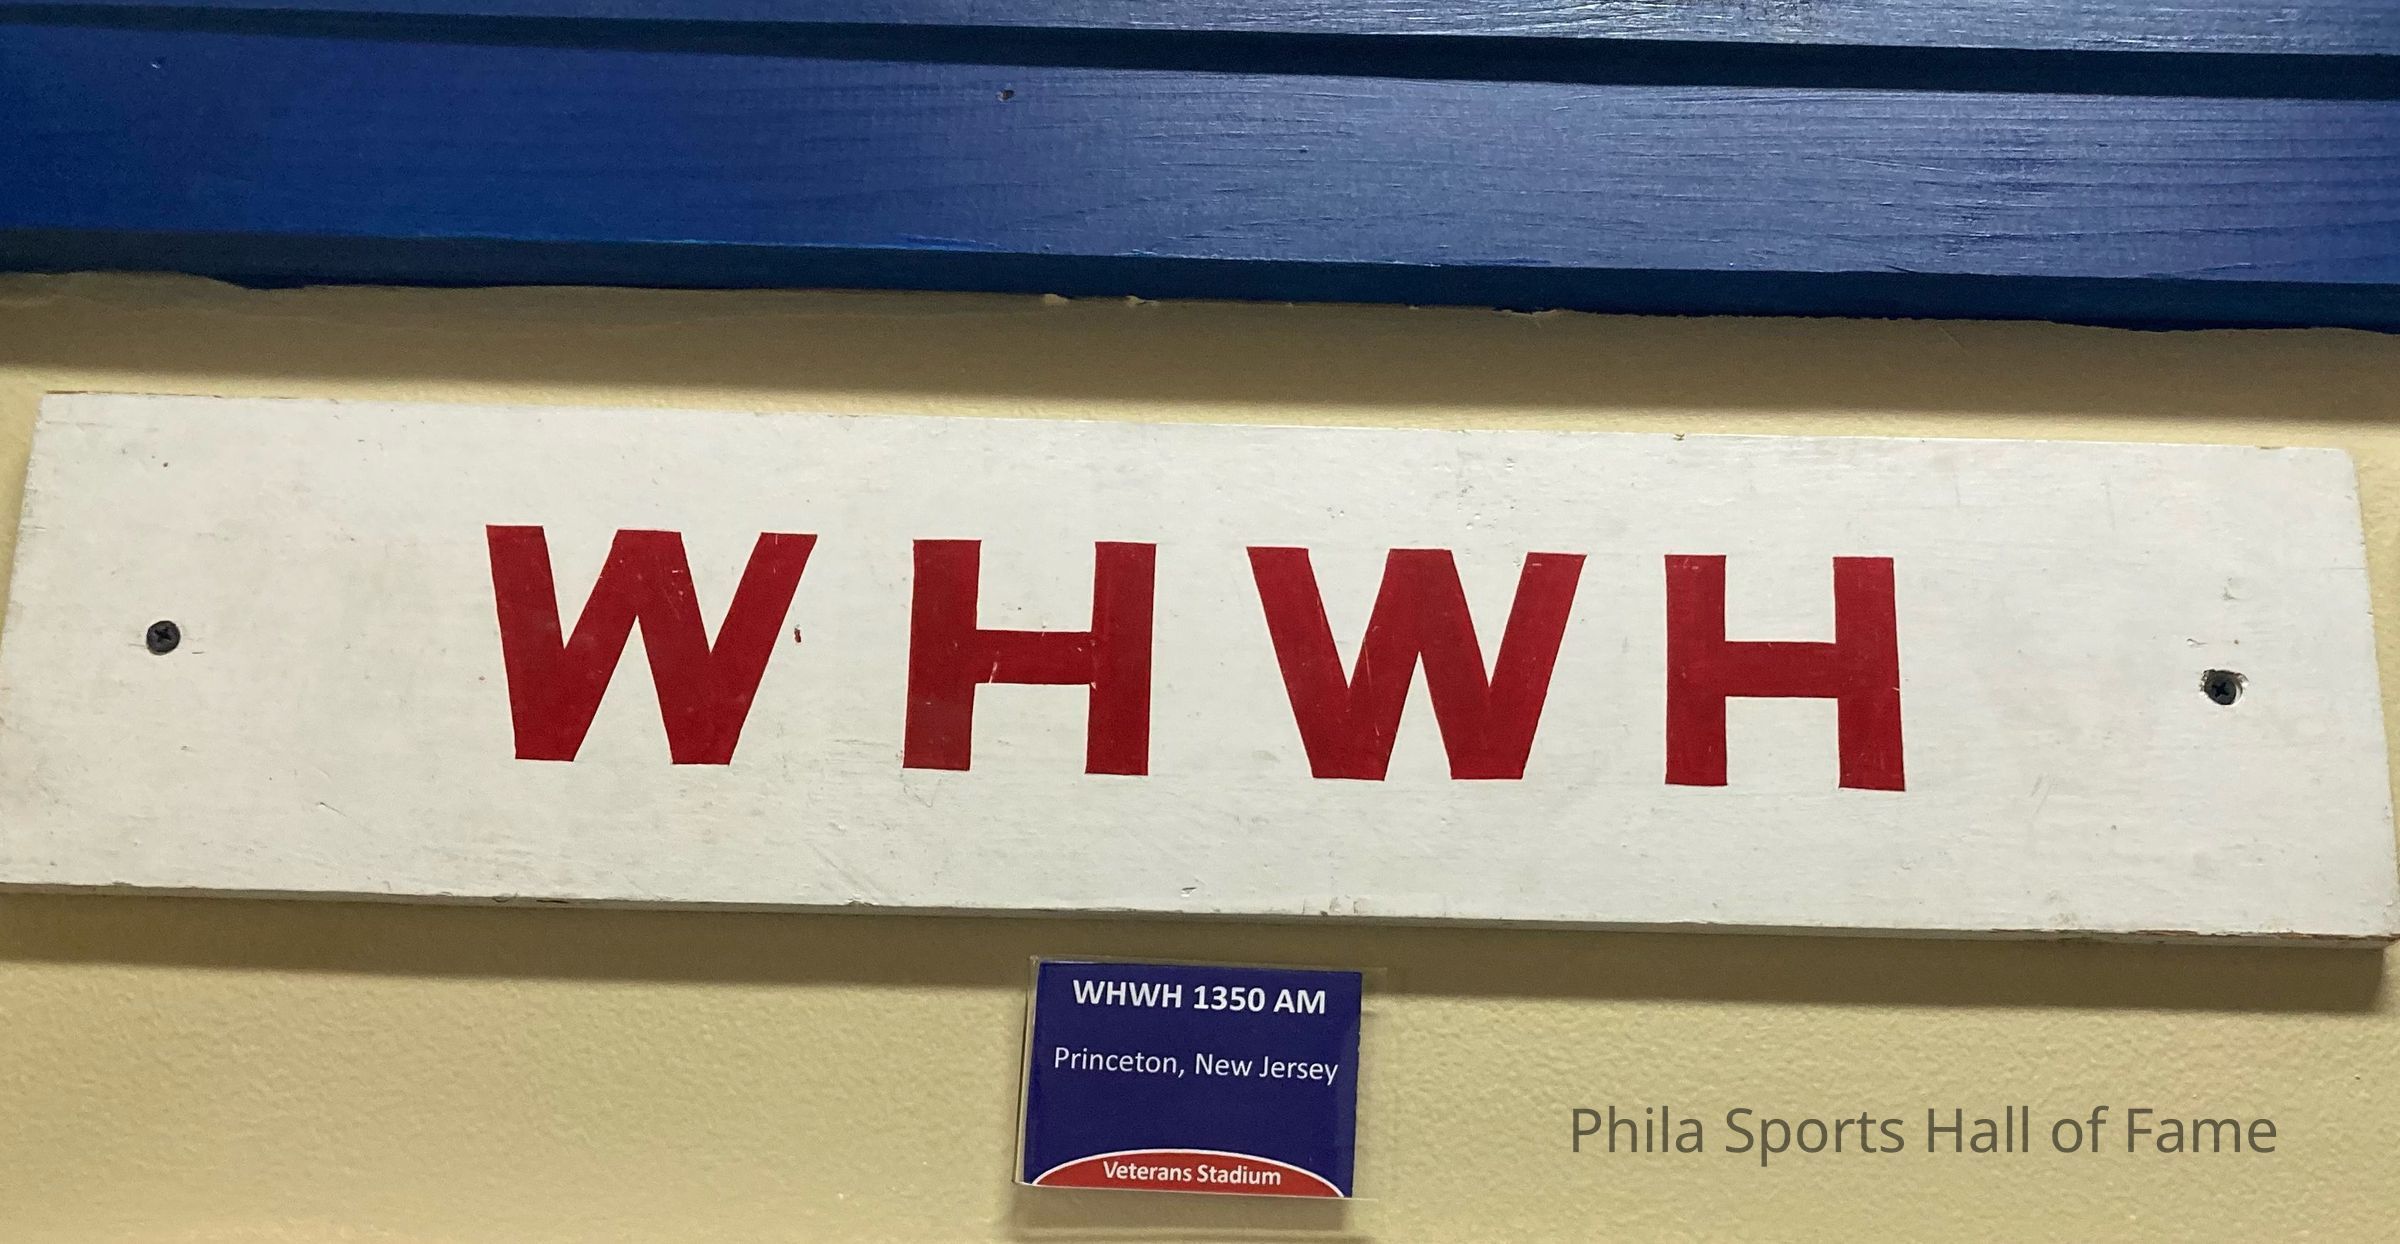 WHWH
WHWH 1350 AM
Princeton, New Jersey
Veterans Stadium
Phila Sports Hall of Fame